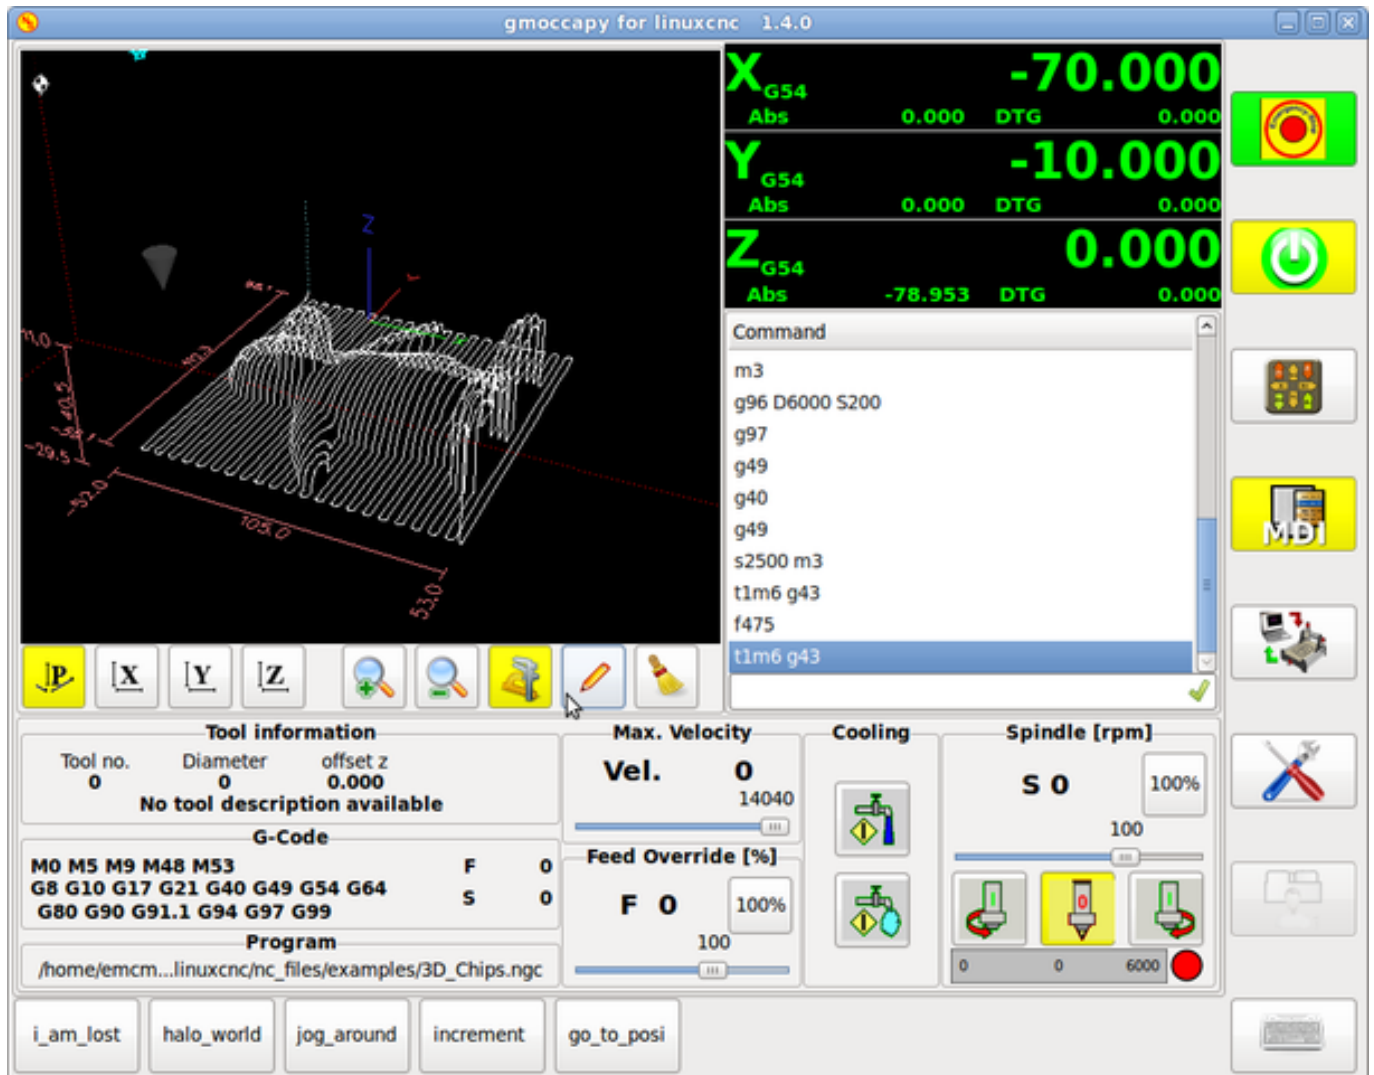 gmoccapy for linuxcnc 1.4.0
X G54 -70.000
Abs 0.000 DTG 0.000
Y G54 -10.000
Abs 0.000 DTG 0.000
Z G54 0.000
Abs -78.953 DTG 0.000
Z
-40.5
-29.5
-52.0
105.0
53.0
Command
m3
g96 D6000 S200
g97
g49
g40
g49
s2500 m3
t1m6 g43
f475
t1m6 g43
MDI
P X Y Z
Tool information
Tool no. Diameter offset z
0 0 0.000
No tool description available
G-Code
M0 M5 M9 M48 M53 F 0
G8 G10 G17 G21 G40 G49 G54 G64 S 0
G80 G90 G91.1 G94 G97 G99
Program
/home/emcm...linuxcnc/nc_files/examples/3D_Chips.ngc
Max. Velocity
Vel. 0
14040
Feed Override [%]
F 0 100%
100
Cooling
Spindle [rpm]
S 0 100%
100
0 0 6000
i_am_lost halo_world jog_around increment go_to_posi